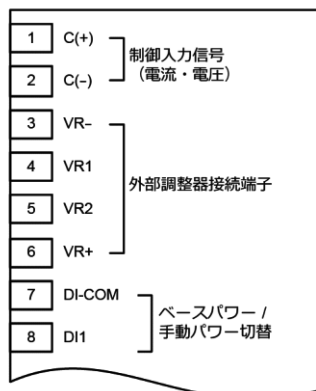 1 C(+)
制御入力信号
(電流・電圧)
2 C(-)
3 VR-
4 VR1
外部調整器接続端子
5 VR2
6 VR+
7 DI-COM
ベースパワー /
手動パワー切替
8 DI1